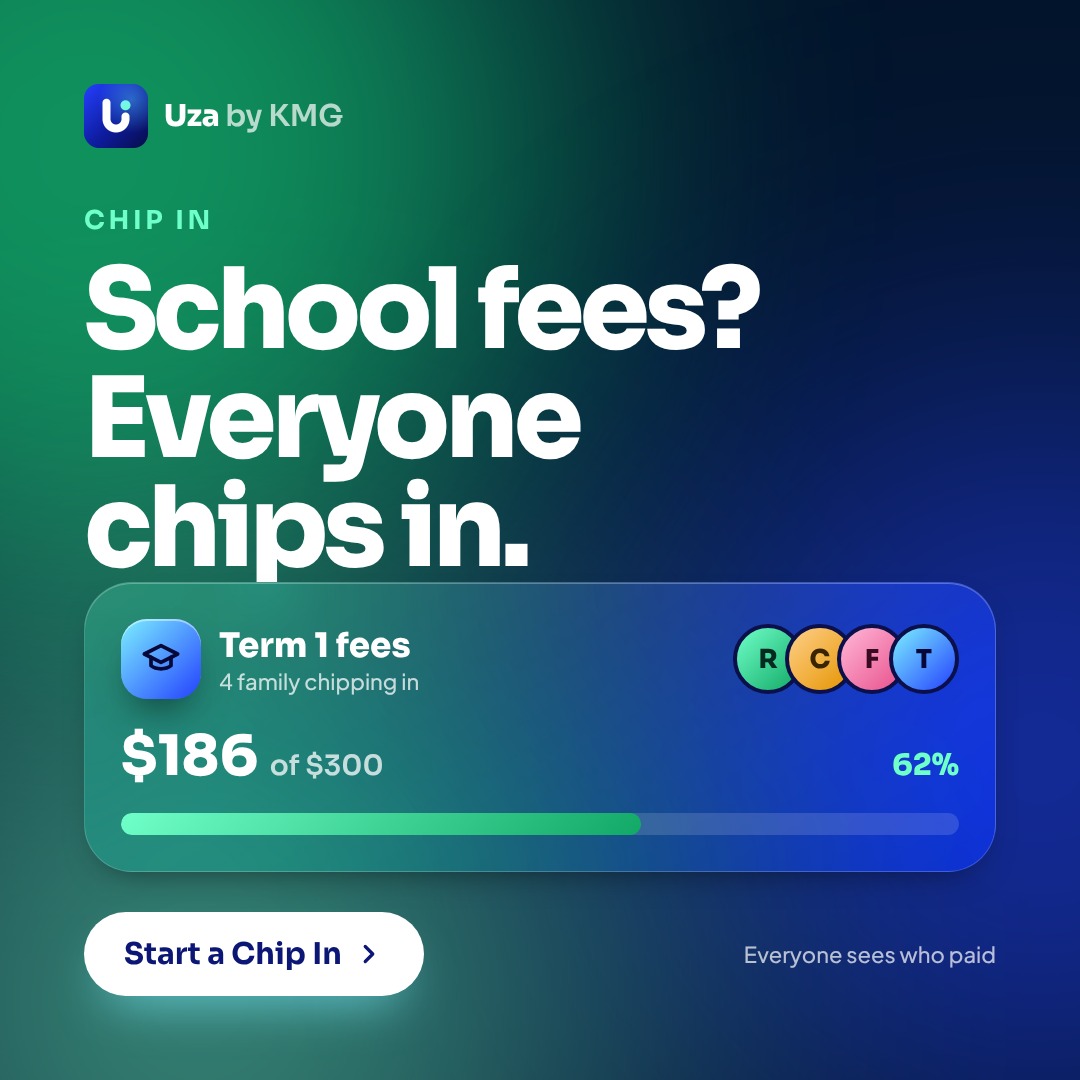 Uza by KMG
CHIP IN
School fees?
Everyone
chips in.
Term 1 fees
4 family chipping in
R C F T
$186 of $300
62%
Start a Chip In
Everyone sees who paid